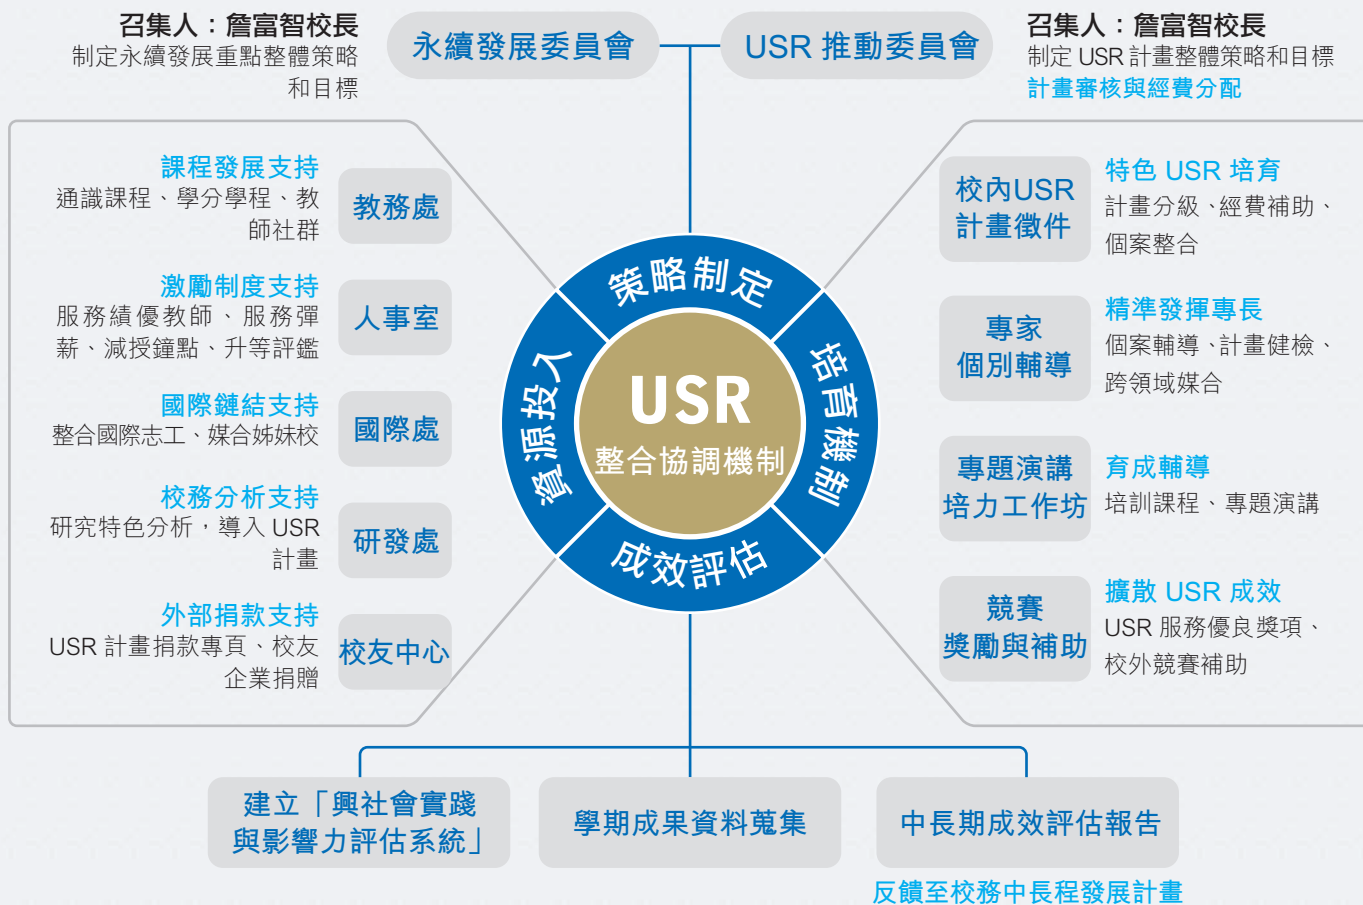 召集人：詹富智校長
制定永續發展重點整體策略
和目標
永續發展委員會
USR 推動委員會
召集人：詹富智校長
制定 USR 計畫整體策略和目標
計畫審核與經費分配
課程發展支持
通識課程、學分學程、教
師社群
教務處
激勵制度支持
服務績優教師、服務彈
薪、減授鐘點、升等評鑑
人事室
國際鏈結支持
整合國際志工、媒合姊妹校
國際處
校務分析支持
研究特色分析，導入 USR
計畫
研發處
外部捐款支持
USR 計畫捐款專頁、校友
企業捐贈
校友中心
策略制定
資源投入
USR
整合協調機制
培育機制
成效評估
校內USR
計畫徵件
特色 USR 培育
計畫分級、經費補助、
個案整合
專家
個別輔導
精準發揮專長
個案輔導、計畫健檢、
跨領域媒合
專題演講
培力工作坊
育成輔導
培訓課程、專題演講
競賽
獎勵與補助
擴散 USR 成效
USR 服務優良獎項、
校外競賽補助
建立「興社會實踐
與影響力評估系統」
學期成果資料蒐集
中長期成效評估報告
反饋至校務中長程發展計畫